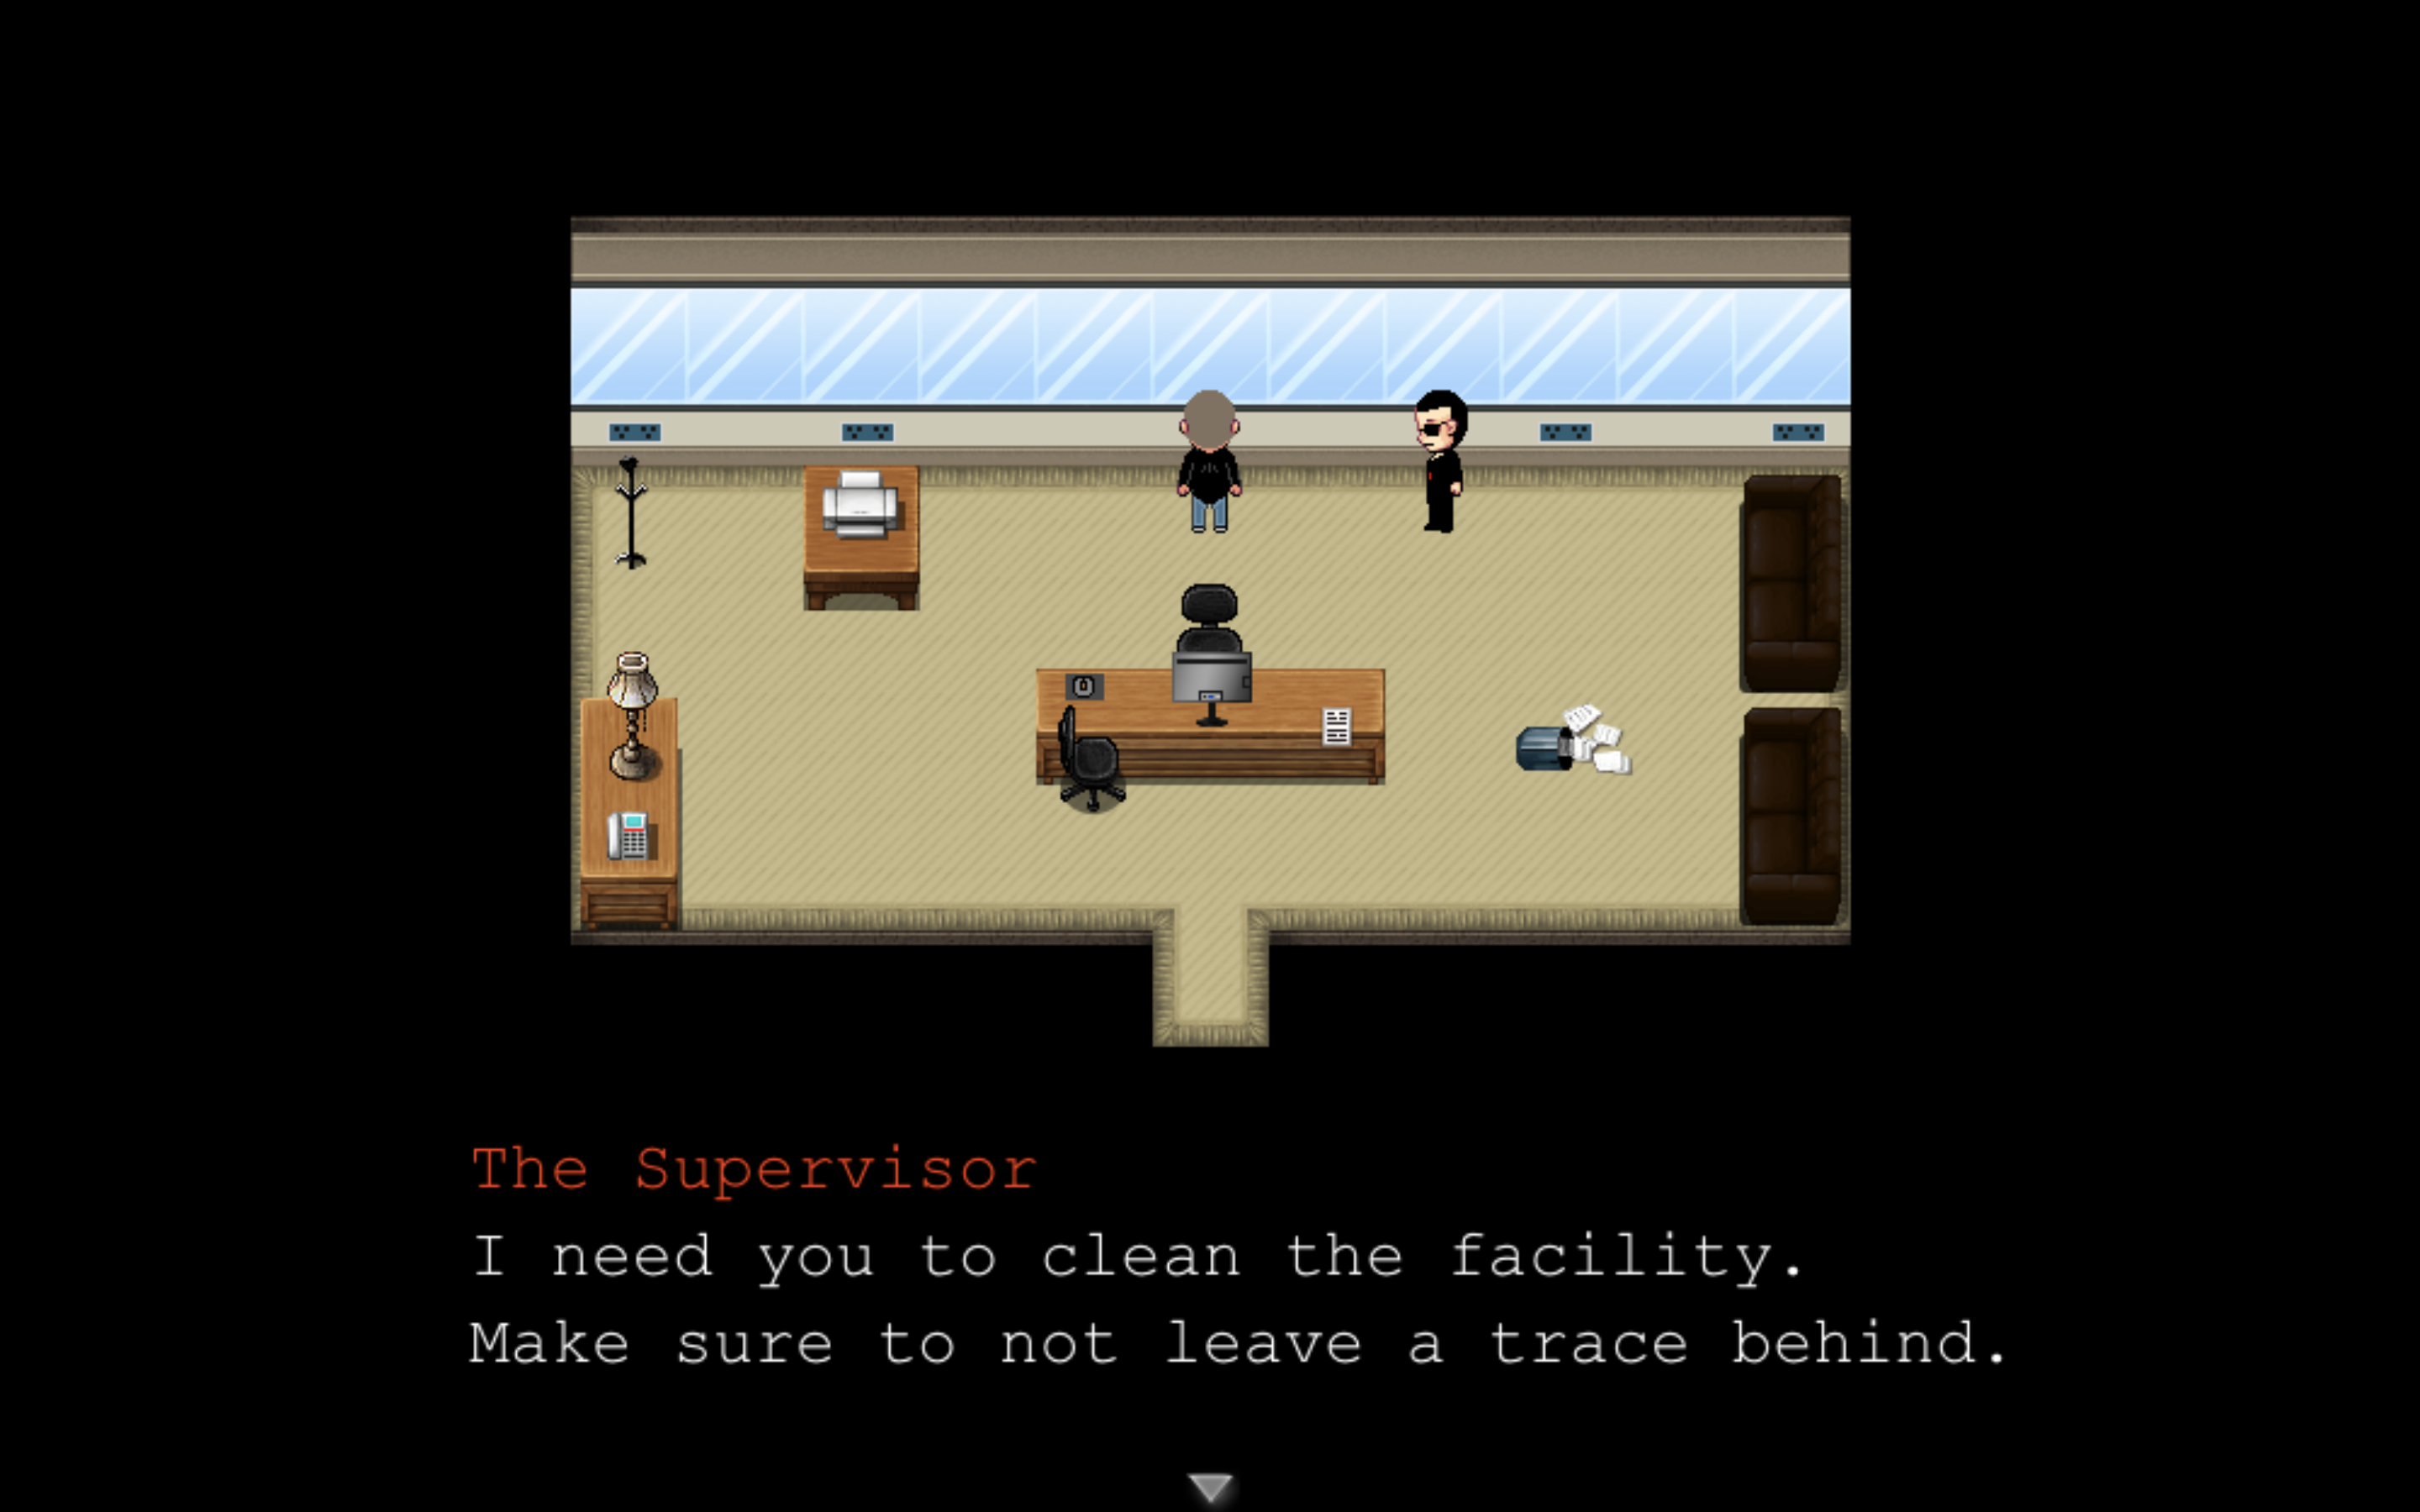 The Supervisor
I need you to clean the facility.
Make sure to not leave a trace behind.